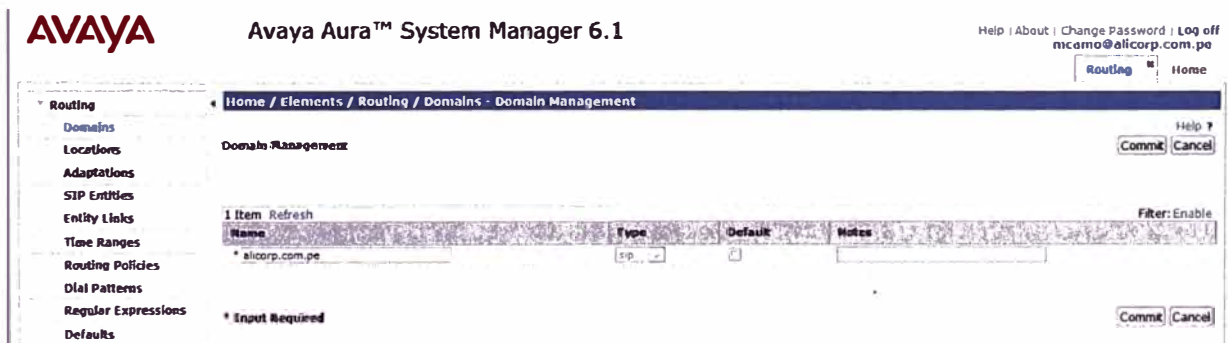 AVAYA
Avaya Aura™ System Manager 6.1
Help | About | Change Password | Log off
mcamo@alicorp.com.pe
Routing × Home
Routing
Domains
Locations
Adaptations
SIP Entities
Entity Links
Time Ranges
Routing Policies
Dial Patterns
Regular Expressions
Defaults
Home / Elements / Routing / Domains - Domain Management
Help ?
Domain Management
Commit Cancel
1 Item Refresh
Filter: Enable
Name Type Default Notes
* alicorp.com.pe sip
* Input Required
Commit Cancel